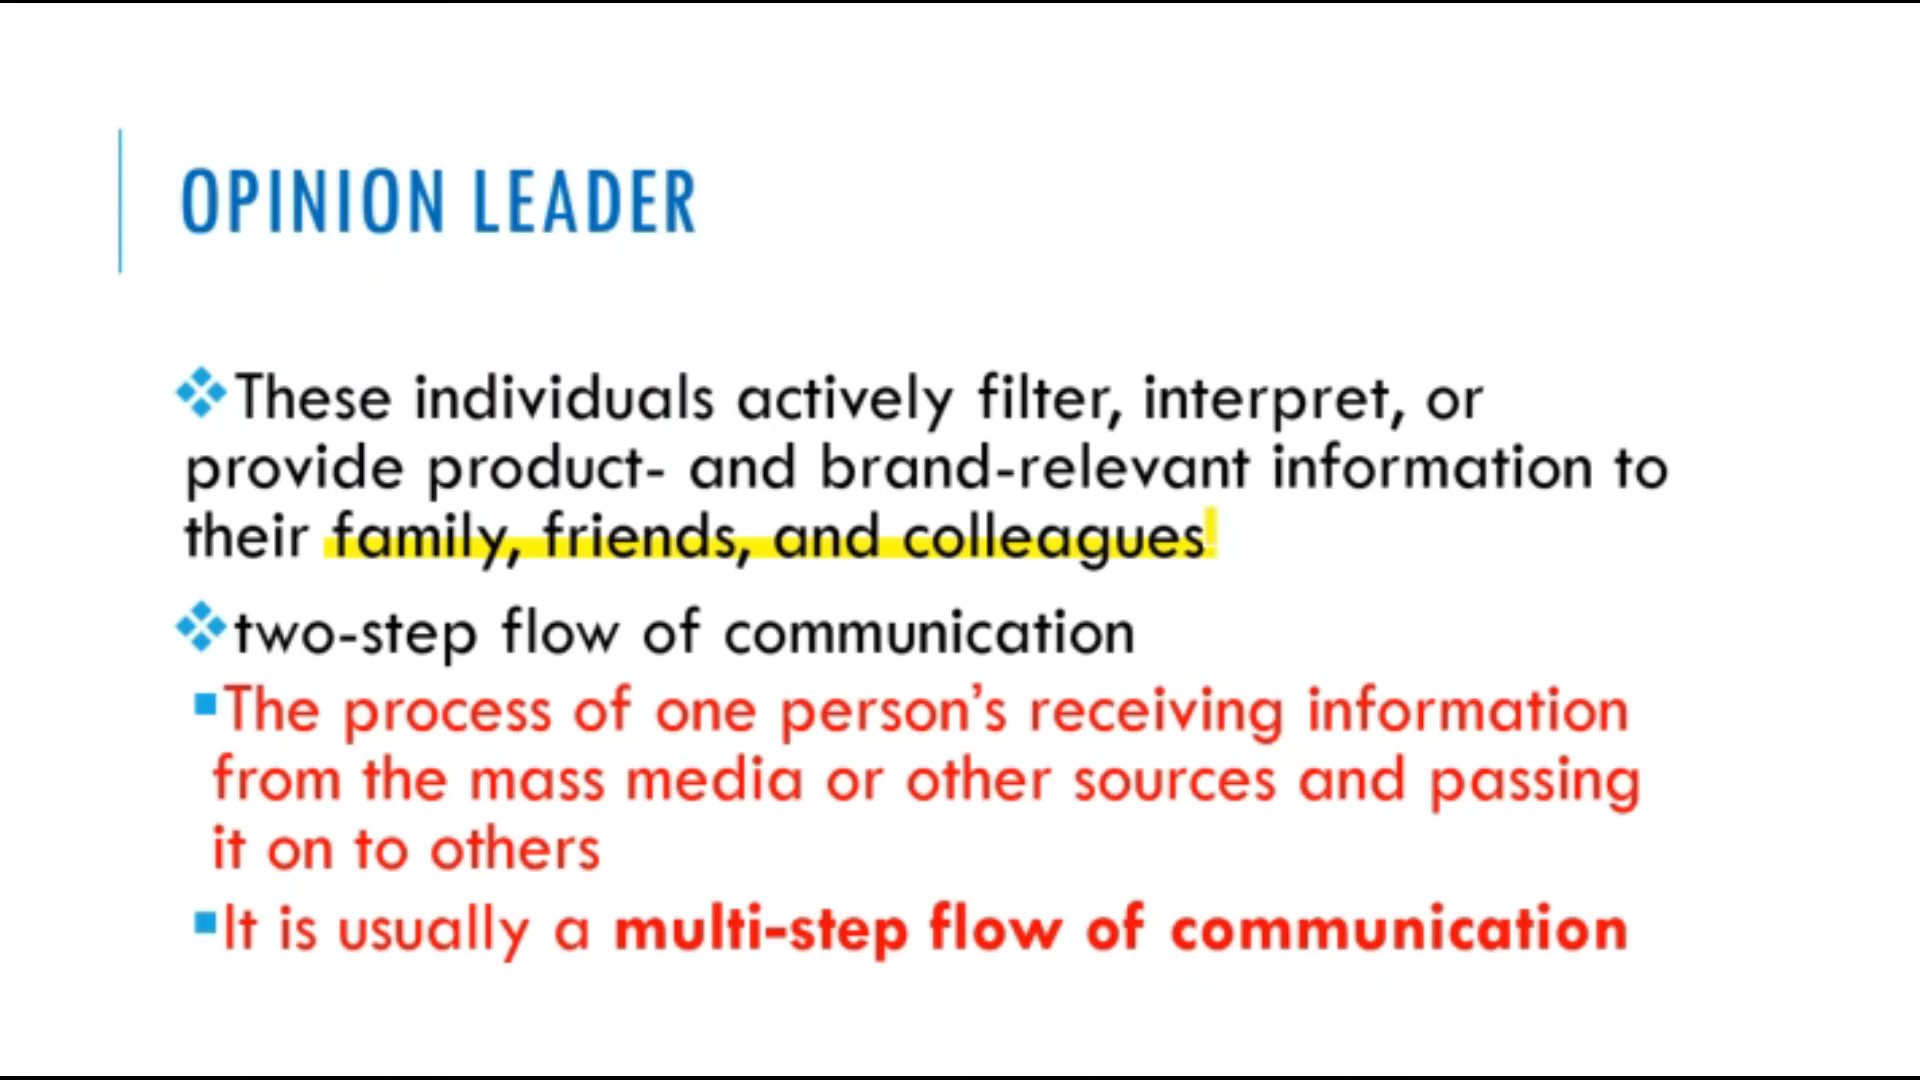 OPINION LEADER
❖These individuals actively filter, interpret, or
provide product- and brand-relevant information to
their family, friends, and colleagues
❖two-step flow of communication
▪The process of one person’s receiving information
from the mass media or other sources and passing
it on to others
▪It is usually a multi-step flow of communication